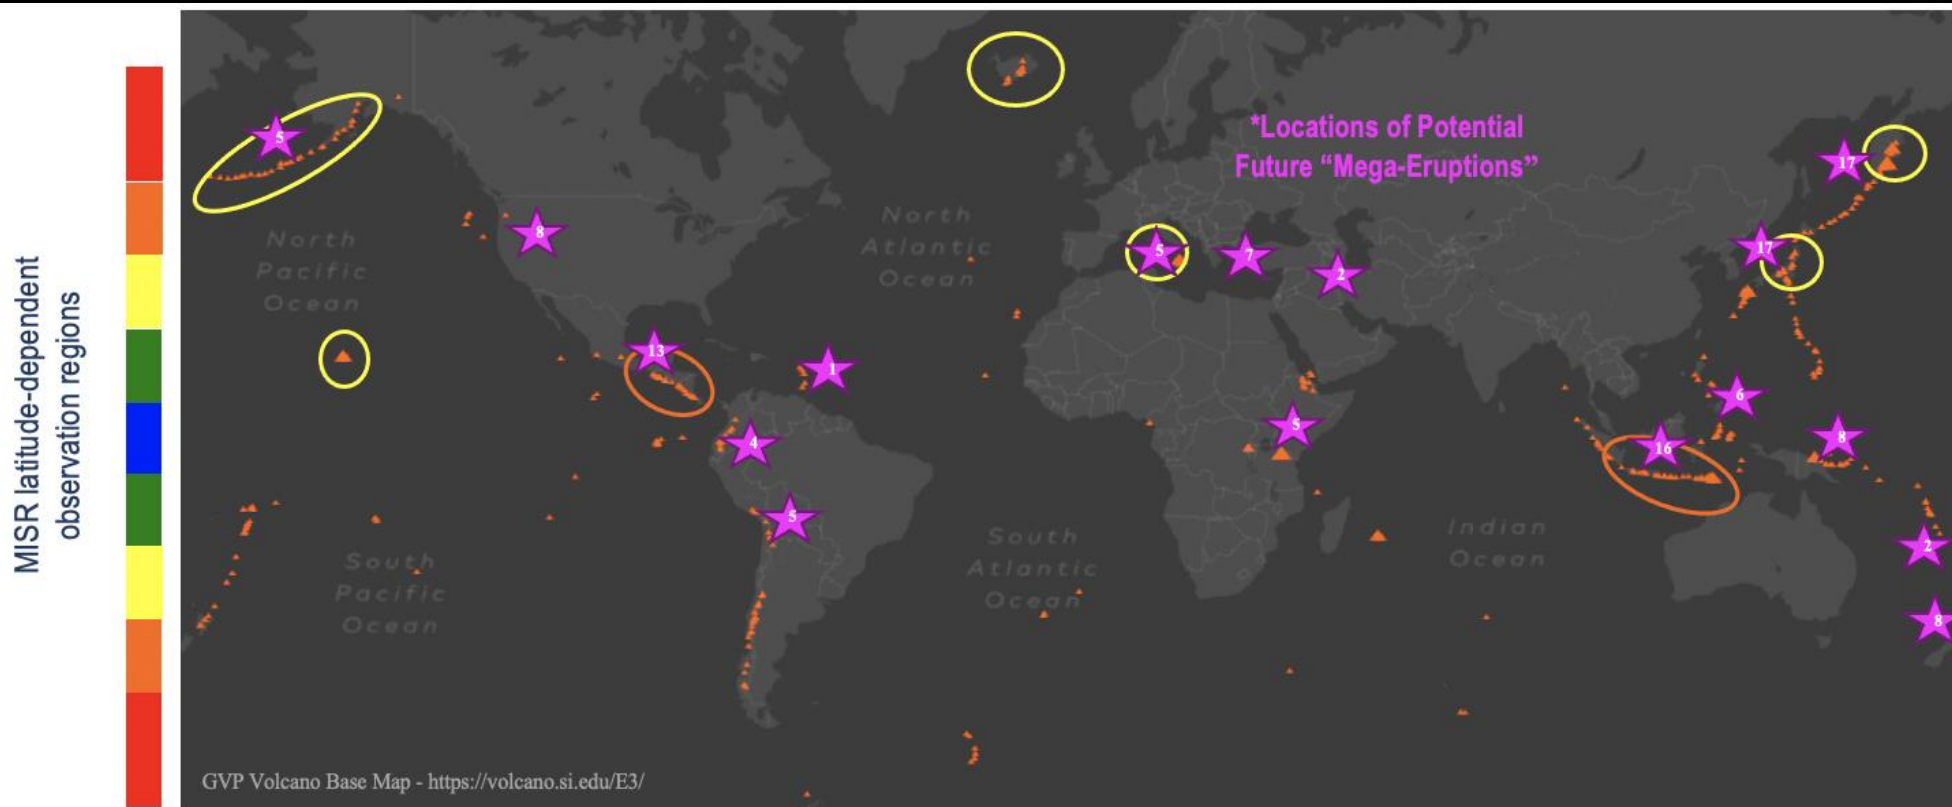 MISR latitude-dependent
observation regions
*Locations of Potential
Future “Mega-Eruptions”
5
17
North
Atlantic
Ocean
8
North
Pacific
Ocean
5
7
2
17
13
1
6
4
5
16
8
5
South
Atlantic
Ocean
Indian
Ocean
2
South
Pacific
Ocean
8
GVP Volcano Base Map - https://volcano.si.edu/E3/